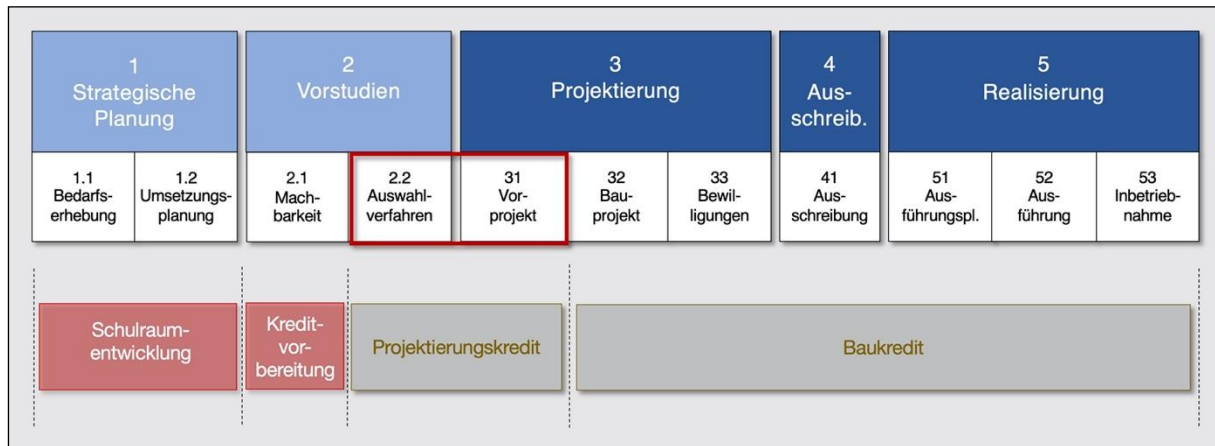 1
Strategische
Planung
2
Vorstudien
3
Projektierung
4
Aus-
schreib.
5
Realisierung
1.1
Bedarfs-
erhebung
1.2
Umsetzungs-
planung
2.1
Mach-
barkeit
2.2
Auswahl-
verfahren
31
Vor-
projekt
32
Bau-
projekt
33
Bewil-
ligungen
41
Aus-
schreibung
51
Aus-
führungspl.
52
Aus-
führung
53
Inbetrieb-
nahme
Schulraum-
entwicklung
Kredit-
vor-
bereitung
Projektierungskredit
Baukredit